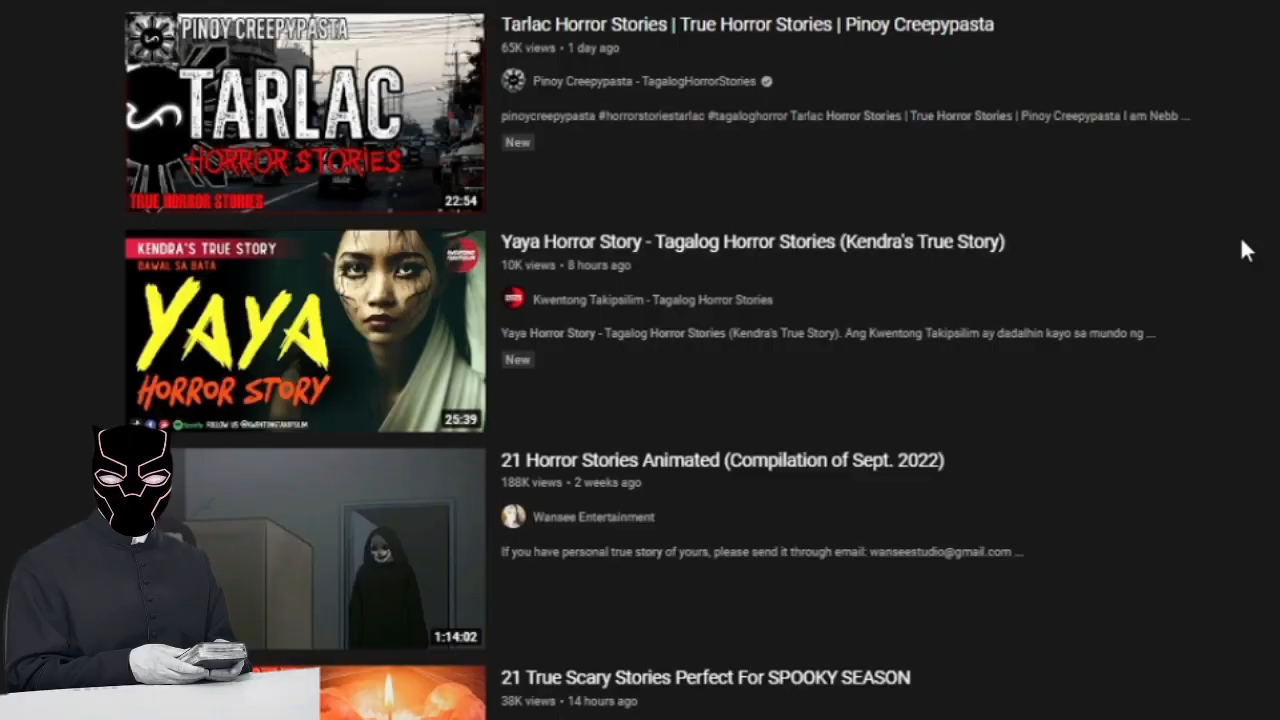 PINOY CREEPYPASTA
TARLAC
HORROR STORIES
TRUE HORROR STORIES
22:54
Tarlac Horror Stories | True Horror Stories | Pinoy Creepypasta
65K views • 1 day ago
Pinoy Creepypasta - TagalogHorrorStories
pinoycreepypasta #horrorstoriestarlac #tagaloghorror Tarlac Horror Stories | True Horror Stories | Pinoy Creepypasta I am Nebb ...
New
KENDRA'S TRUE STORY
BAWAL SA BATA
YAYA
HORROR STORY
FOLLOW US @KWENTONGTAKIPSILIM
25:39
Yaya Horror Story - Tagalog Horror Stories (Kendra's True Story)
10K views • 8 hours ago
Kwentong Takipsilim - Tagalog Horror Stories
Yaya Horror Story - Tagalog Horror Stories (Kendra's True Story). Ang Kwentong Takipsilim ay dadalhin kayo sa mundo ng ...
New
1:14:02
21 Horror Stories Animated (Compilation of Sept. 2022)
188K views • 2 weeks ago
Wansee Entertainment
If you have personal true story of yours, please send it through email: wanseestudio@gmail.com ...
21 True Scary Stories Perfect For SPOOKY SEASON
38K views • 14 hours ago